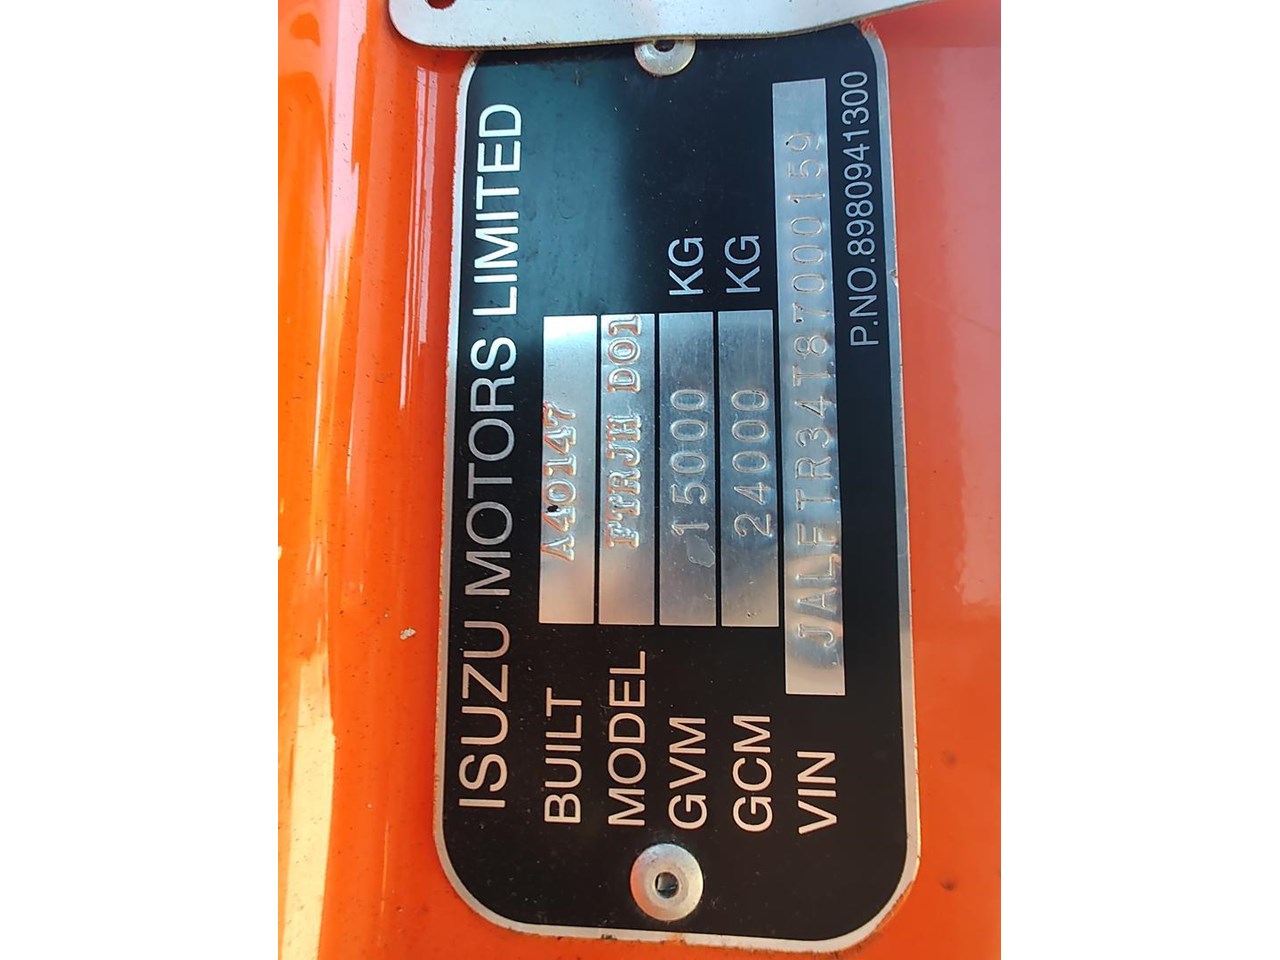 ISUZU MOTORS LIMITED
BUILT A40147
MODEL FTRJH D01
GVM 15000 KG
GCM 24000 KG
VIN JALFTR34T87000159
P.NO.8980941300